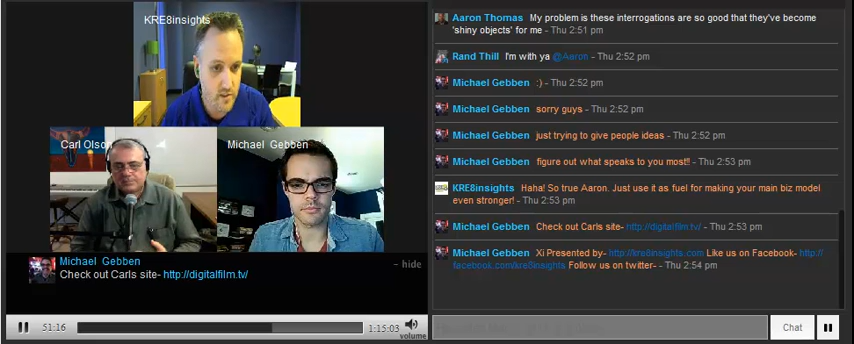 KRE8insights
Carl Olson
Michael Gebben
Michael Gebben
Check out Carls site- http://digitalfilm.tv/
– hide
51:16
1:15:03
volume
Aaron Thomas My problem is these interrogations are so good that they've become
'shiny objects' for me - Thu 2:51 pm
Rand Thill I'm with ya @Aaron - Thu 2:52 pm
Michael Gebben :) - Thu 2:52 pm
Michael Gebben sorry guys - Thu 2:52 pm
Michael Gebben just trying to give people ideas - Thu 2:52 pm
Michael Gebben figure out what speaks to you most!! - Thu 2:53 pm
KRE8insights Haha! So true Aaron. Just use it as fuel for making your main biz model
even stronger! - Thu 2:53 pm
Michael Gebben Check out Carls site- http://digitalfilm.tv/ - Thu 2:53 pm
Michael Gebben Xi Presented by- http://kre8insights.com Like us on Facebook- http://
facebook.com/kre8insights Follow us on twitter- - Thu 2:54 pm
Chat